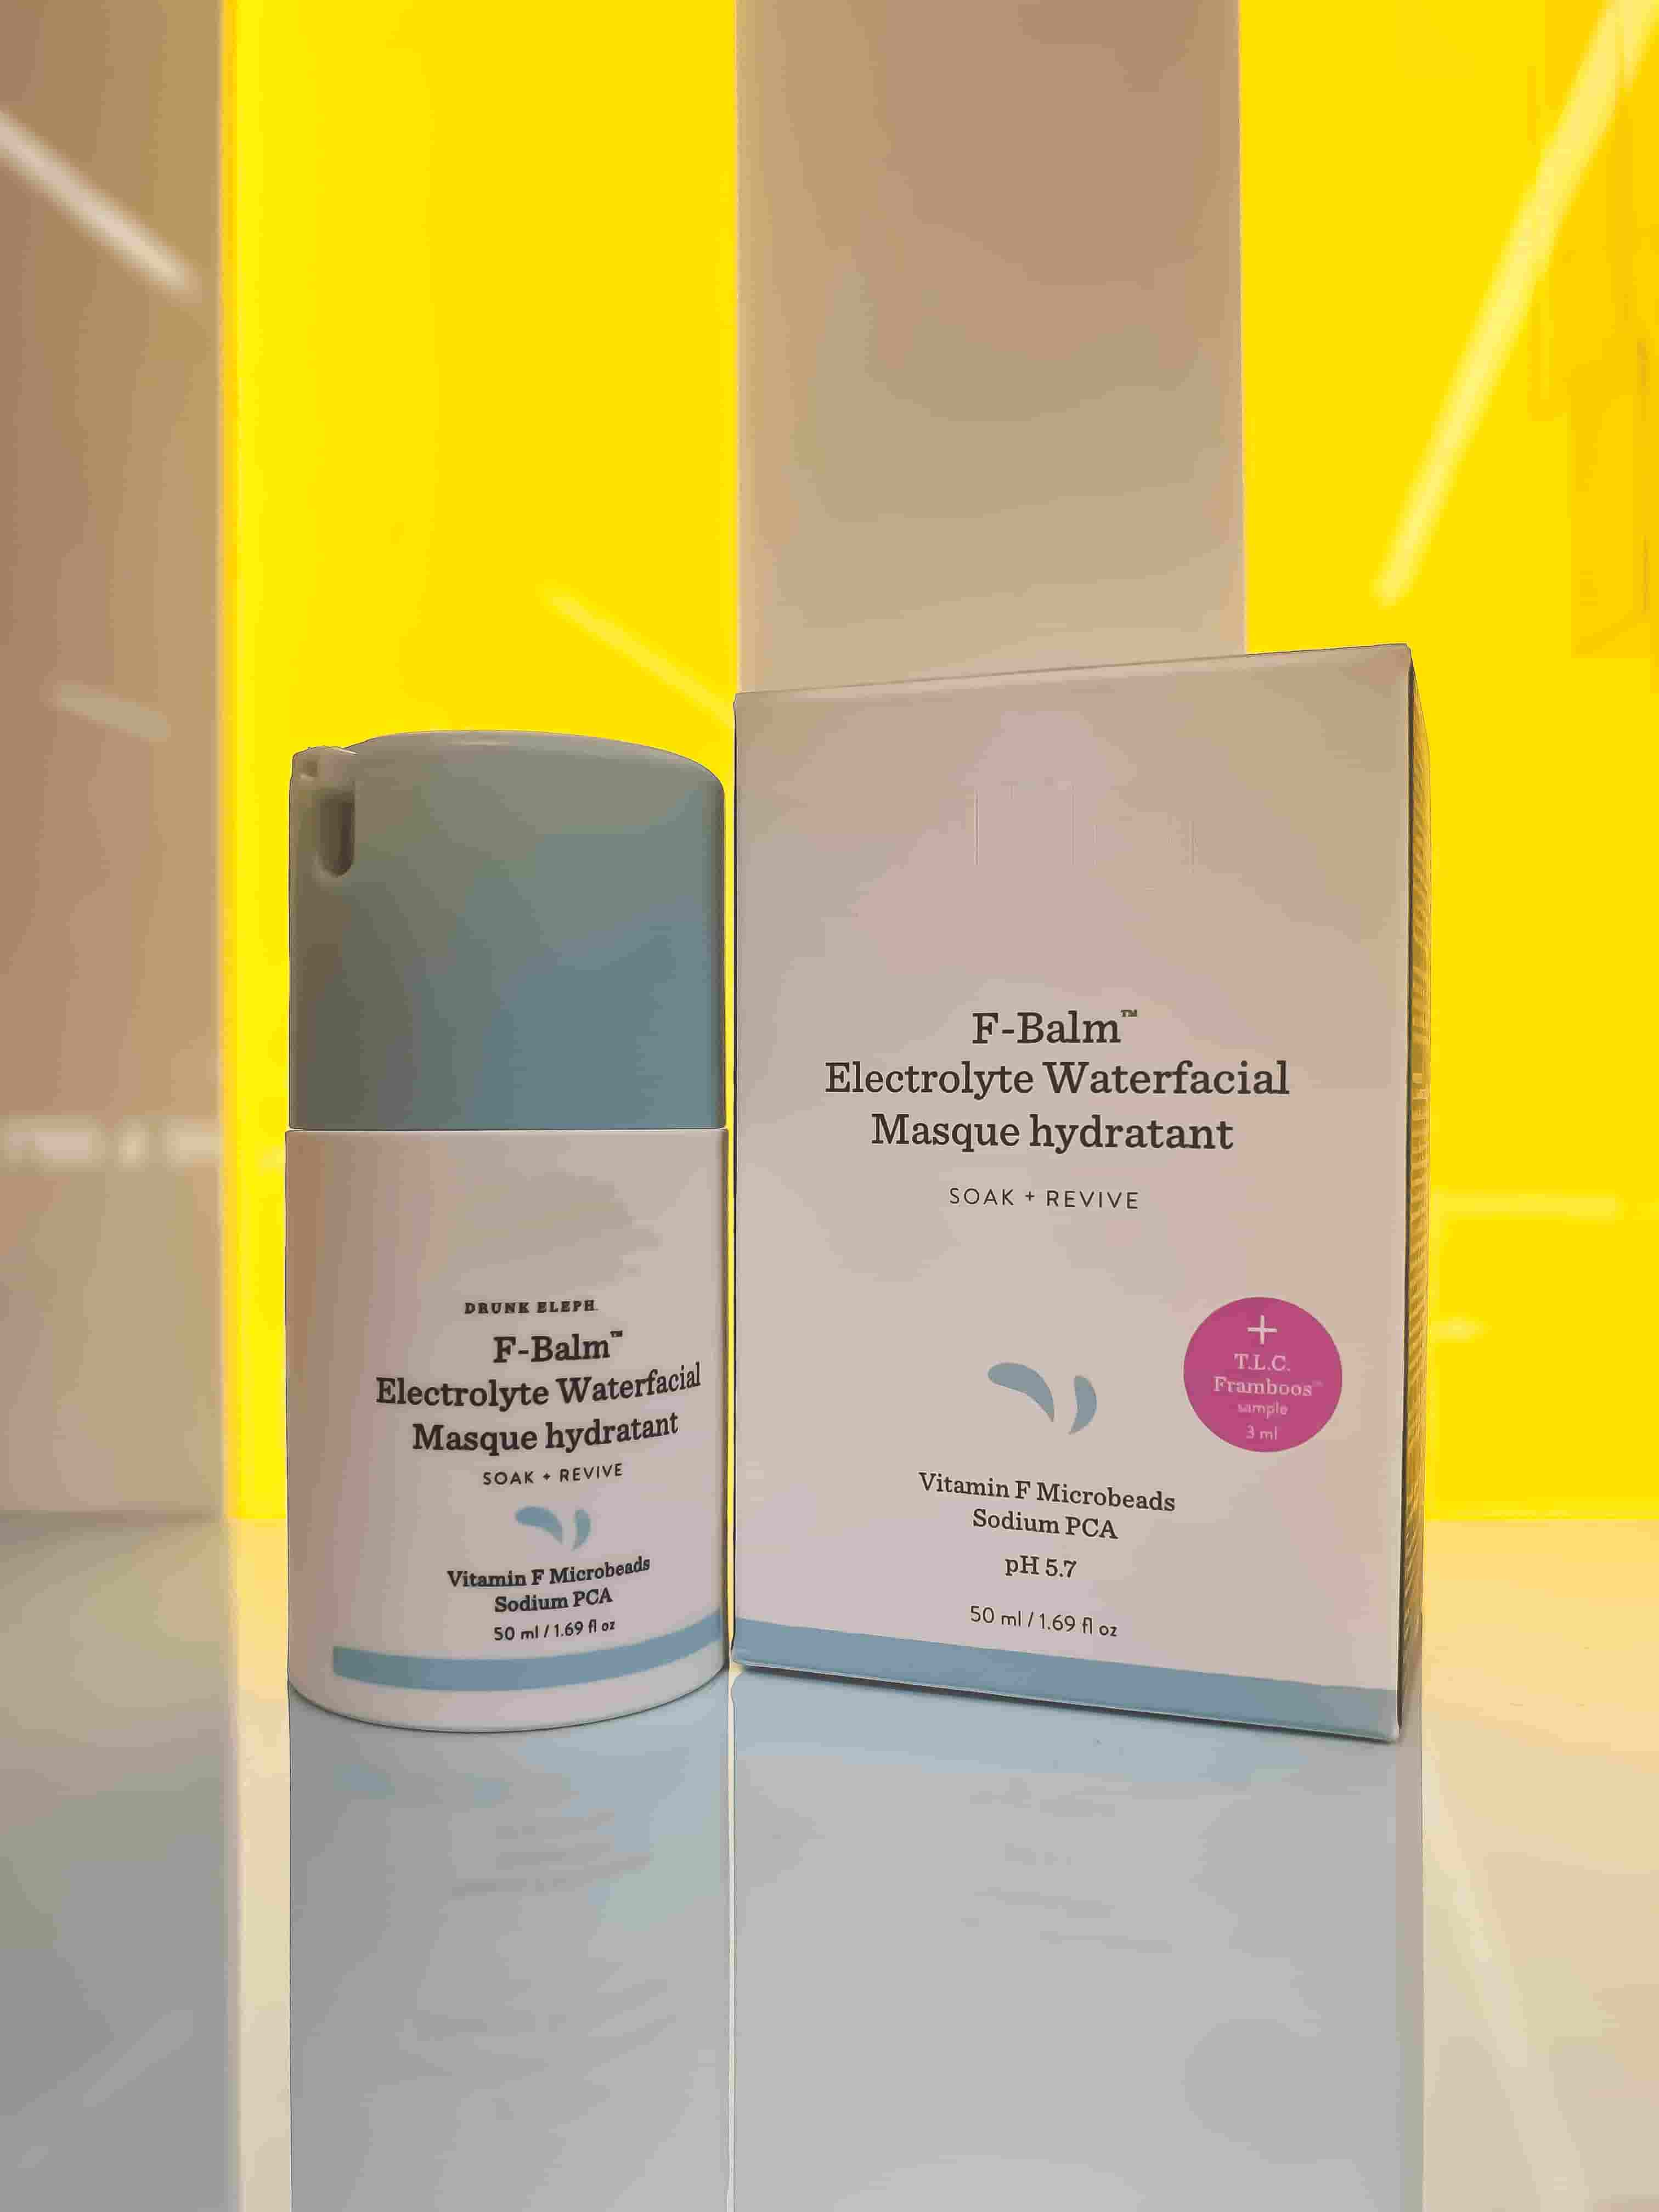 DRUNK ELEPH
F-Balm™
Electrolyte Waterfacial
Masque hydratant
SOAK + REVIVE
Vitamin F Microbeads
Sodium PCA
50 ml / 1.69 fl oz
F-Balm™
Electrolyte Waterfacial
Masque hydratant
SOAK + REVIVE
+
T.L.C.
Framboos™
sample
3 ml
Vitamin F Microbeads
Sodium PCA
pH 5.7
50 ml / 1.69 fl oz